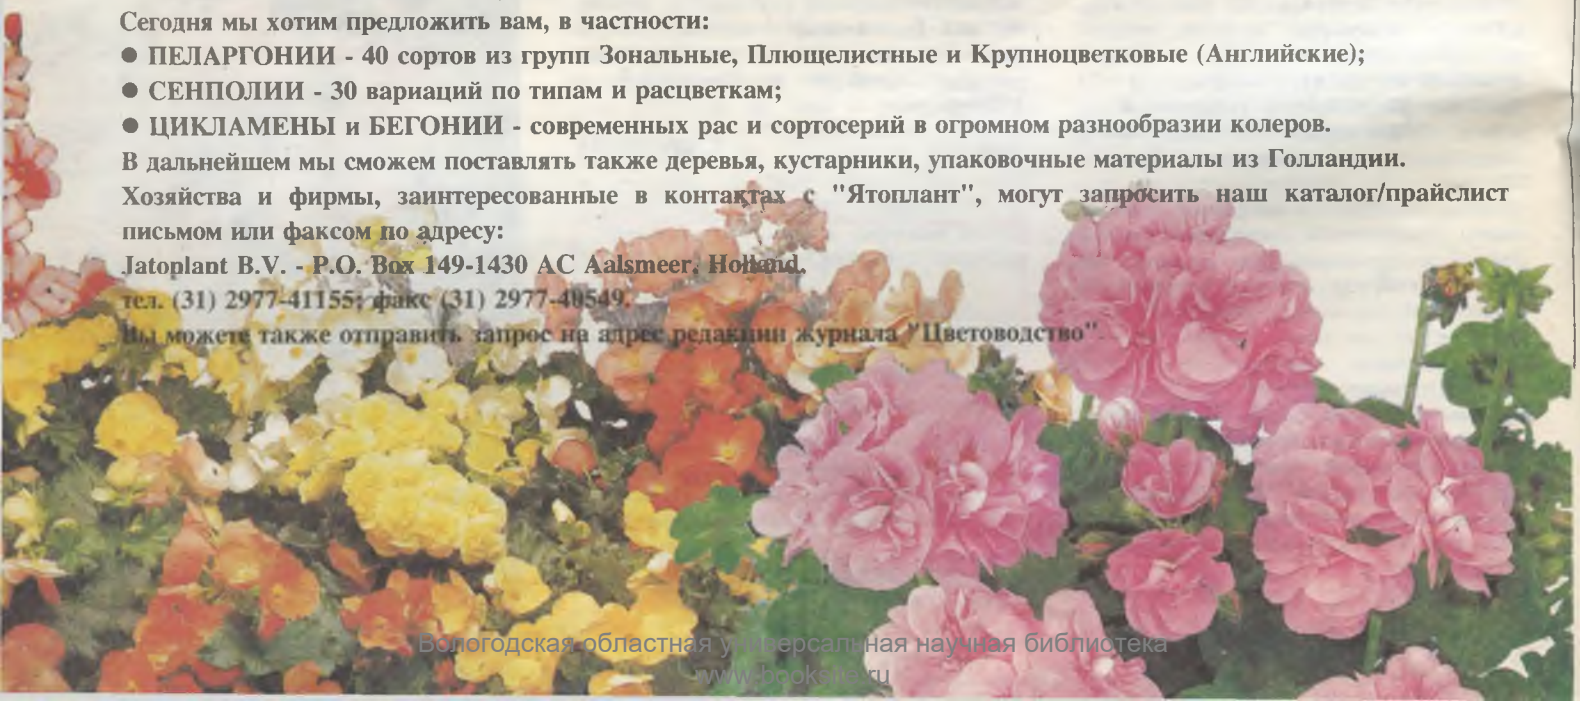 Сегодня мы хотим предложить вам, в частности:
● ПЕЛАРГОНИИ - 40 сортов из групп Зональные, Плющелистные и Крупноцветковые (Английские);
● СЕНПОЛИИ - 30 вариаций по типам и расцветкам;
● ЦИКЛАМЕНЫ и БЕГОНИИ - современных рас и сортосерий в огромном разнообразии колеров.
В дальнейшем мы сможем поставлять также деревья, кустарники, упаковочные материалы из Голландии.
Хозяйства и фирмы, заинтересованные в контактах с "Ятоплант", могут запросить наш каталог/прайслист
письмом или факсом по адресу:
Jatoplant B.V. - P.O. Box 149-1430 AC Aalsmeer, Holland,
тел. (31) 2977-41155; факс (31) 2977-40549.
Вы можете также отправить запрос на адрес редакции журнала "Цветоводство"
Вологодская областная универсальная научная библиотека
www.booksite.ru